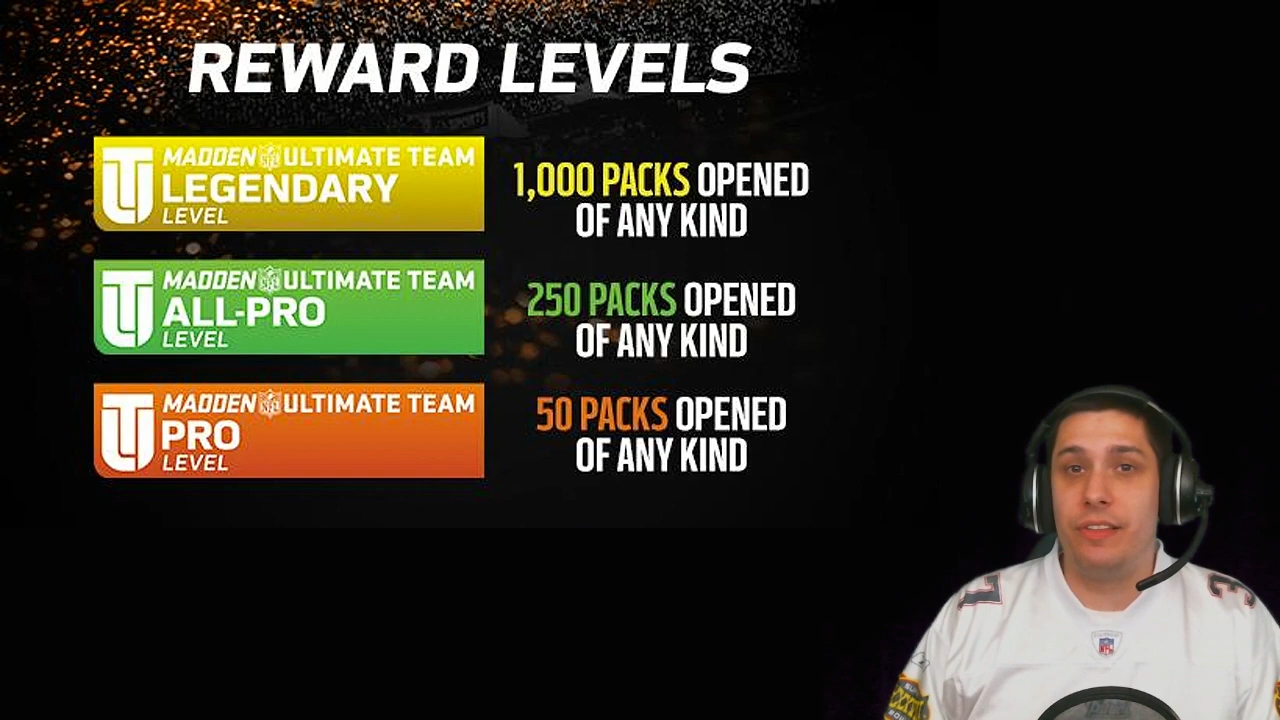 REWARD LEVELS
MADDEN NFL ULTIMATE TEAM
LEGENDARY
LEVEL
1,000 PACKS OPENED
OF ANY KIND
MADDEN NFL ULTIMATE TEAM
ALL-PRO
LEVEL
250 PACKS OPENED
OF ANY KIND
MADDEN NFL ULTIMATE TEAM
PRO
LEVEL
50 PACKS OPENED
OF ANY KIND
37
NFL